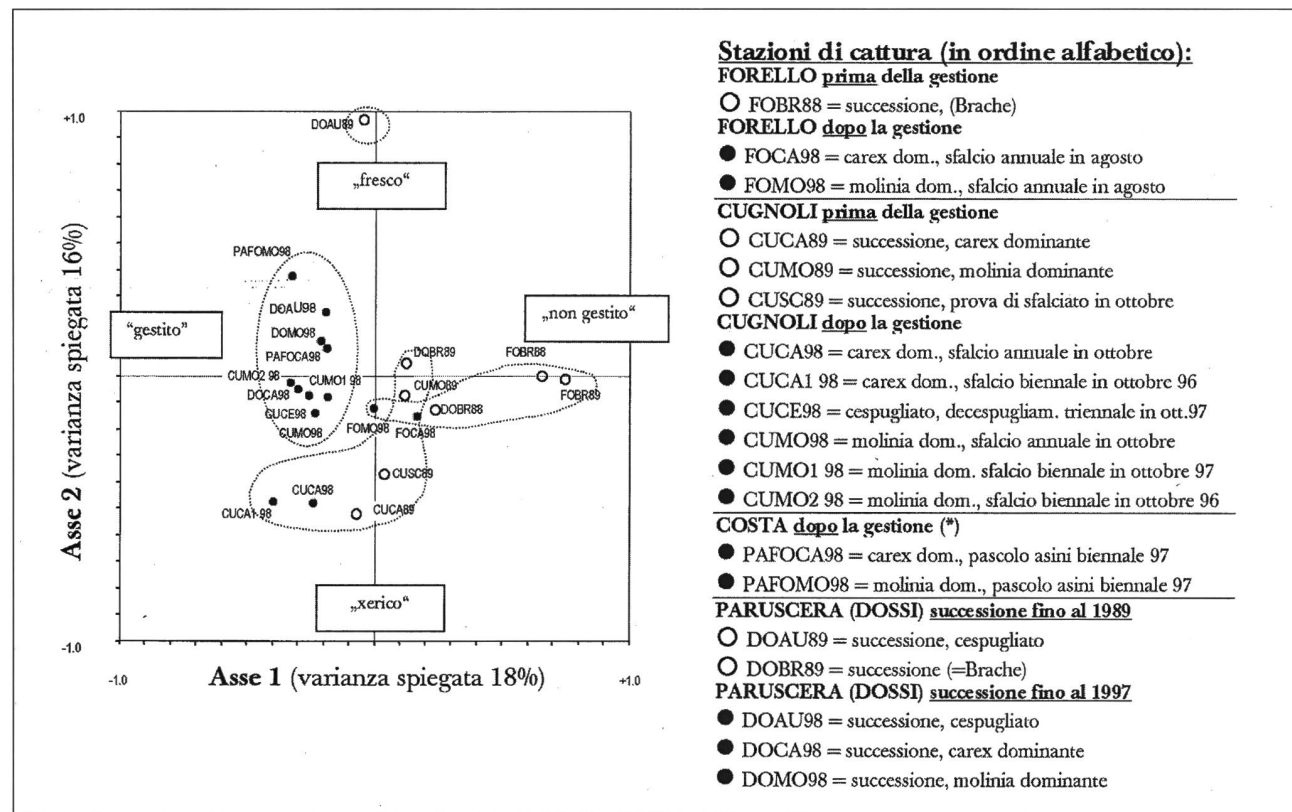 +1.0
DOAU89
„fresco“
PAFOMO98
DOAU98
„non gestito“
“gestito”
DOMO98
PAFOCA98
DOBR89
FOBR88
CUMO2 98
CUMO1 98
CUMO89
FOBR89
DOCA98
CUCE98
DOBR88
CUMO98
FOMO98
FOCA98
CUSC89
CUCA98
CUCA1 98
CUCA89
„xerico“
-1.0
-1.0
+1.0
Asse 1 (varianza spiegata 18%)
Asse 2 (varianza spiegata 16%)
Stazioni di cattura (in ordine alfabetico):
FORELLO prima della gestione
FOBR88 = successione, (Brache)
FORELLO dopo la gestione
FOCA98 = carex dom., sfalcio annuale in agosto
FOMO98 = molinia dom., sfalcio annuale in agosto
CUGNOLI prima della gestione
CUCA89 = successione, carex dominante
CUMO89 = successione, molinia dominante
CUSC89 = successione, prova di sfalciato in ottobre
CUGNOLI dopo la gestione
CUCA98 = carex dom., sfalcio annuale in ottobre
CUCA1 98 = carex dom., sfalcio biennale in ottobre 96
CUCE98 = cespugliato, decespugliam. triennale in ott.97
CUMO98 = molinia dom., sfalcio annuale in ottobre
CUMO1 98 = molinia dom. sfalcio biennale in ottobre 97
CUMO2 98 = molinia dom., sfalcio biennale in ottobre 96
COSTA dopo la gestione (*)
PAFOCA98 = carex dom., pascolo asini biennale 97
PAFOMO98 = molinia dom., pascolo asini biennale 97
PARUSCERA (DOSSI) successione fino al 1989
DOAU89 = successione, cespugliato
DOBR89 = successione (=Brache)
PARUSCERA (DOSSI) successione fino al 1997
DOAU98 = successione, cespugliato
DOCA98 = successione, carex dominante
DOMO98 = successione, molinia dominante